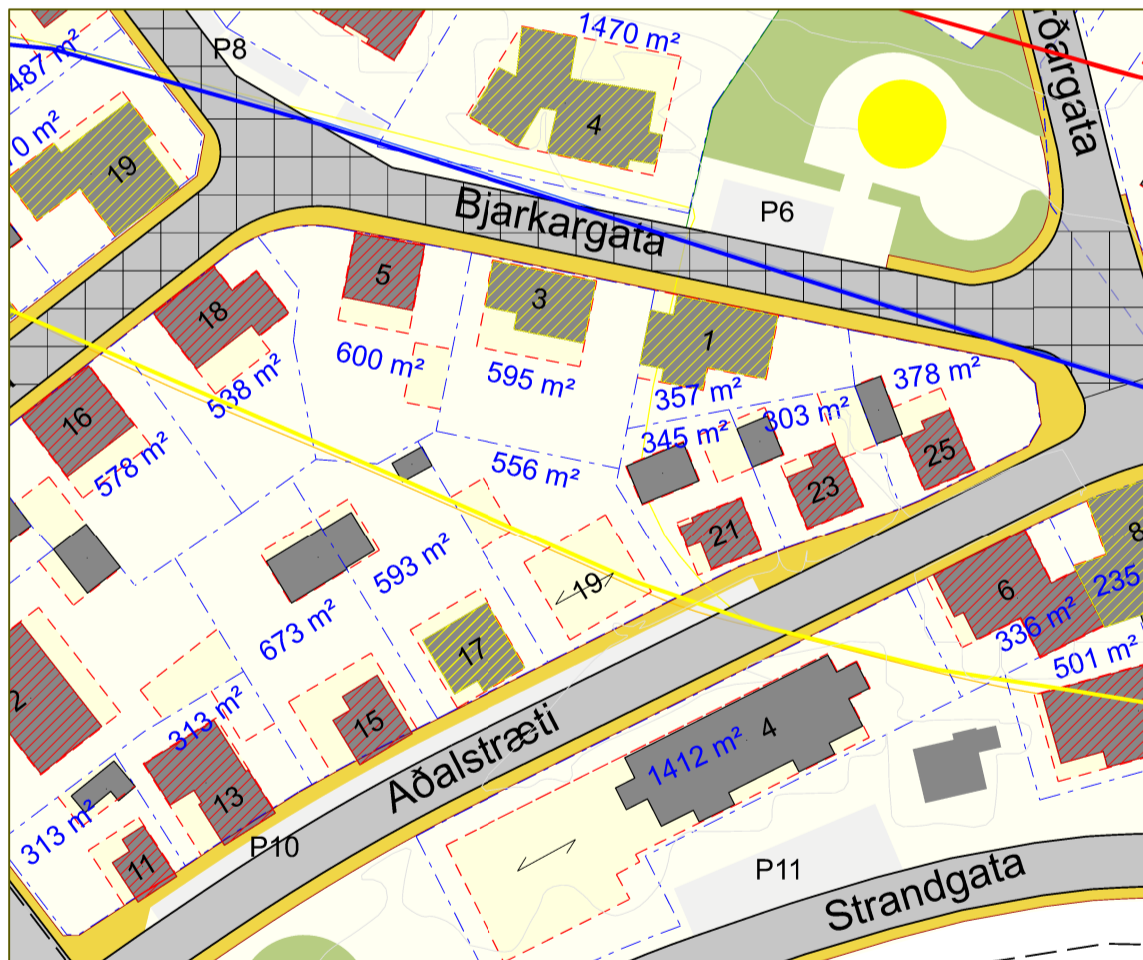 P8
1470 m²
487 m²
4
19
P6
Bjarkargata
5
3
1
18
600 m²
595 m²
357 m²
378 m²
538 m²
303 m²
16
345 m²
25
578 m²
556 m²
23
21
8
593 m²
19
235
6
336 m²
673 m²
17
501 m²
2
15
313 m²
4
1412 m²
Aðalstræti
13
313 m²
P10
11
P11
Strandgata